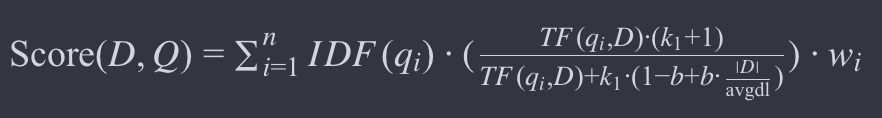 Score(D, Q) = ∑ⁿᵢ₌₁ IDF(qᵢ) · ( TF(qᵢ,D)·(k₁+1) / TF(qᵢ,D)+k₁·(1−b+b·|D|/avgdl) ) · wᵢ